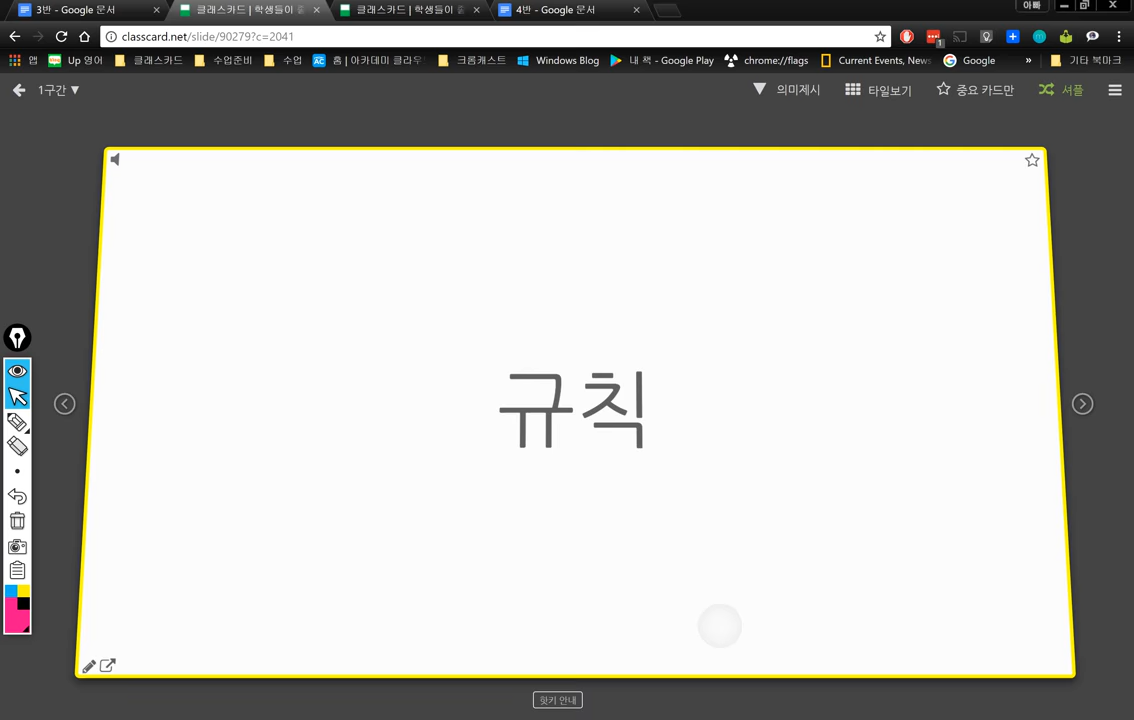 3반 - Google 문서
클래스카드 | 학생들이
클래스카드 | 학생들이
4반 - Google 문서
아빠
classcard.net/slide/90279?c=2041
1
앱
Up 영어
클래스카드
수업준비
수업
AC
홈 | 아카데미 클라우
크롬캐스트
Windows Blog
내 책 - Google Play
chrome://flags
Current Events, News
Google
»
기타 북마크
1구간 ▼
의미제시
타일보기
중요 카드만
셔플
규칙
핫키 안내